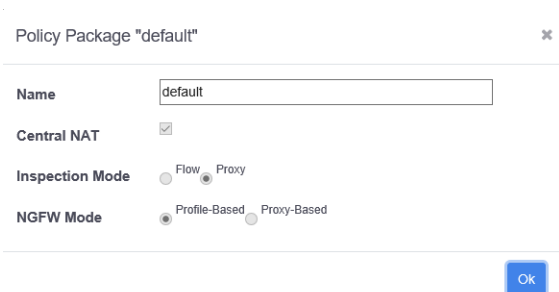 Policy Package "default"
Name default
Central NAT
Inspection Mode Flow Proxy
NGFW Mode Profile-Based Proxy-Based
Ok